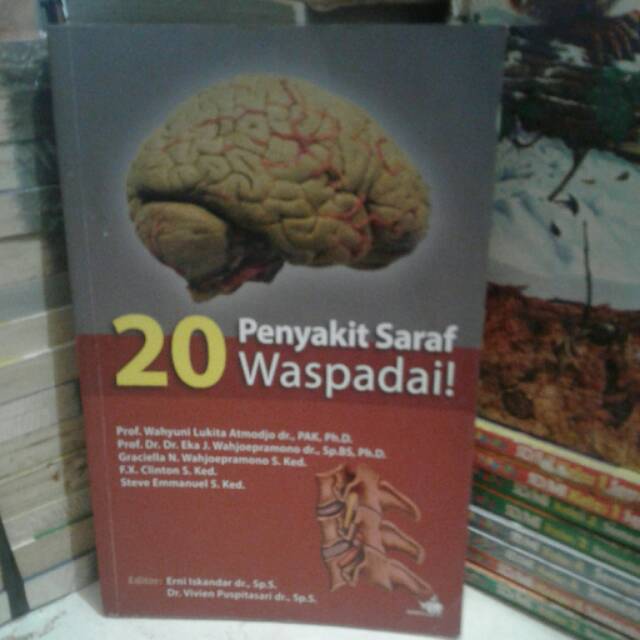 20 Penyakit Saraf
Waspadai!
Prof. Wahyuni Lukita Atmodjo dr., PAK, Ph.D.
Prof. Dr. Dr. Eka J. Wahjoepramono dr., Sp.BS, Ph.D.
Graciella N. Wahjoepramono S. Ked.
F.X. Clinton S. Ked.
Steve Emmanuel S. Ked.
Editor: Erni Iskandar dr., Sp.S.
Dr. Vivien Puspitasari dr., Sp.S.